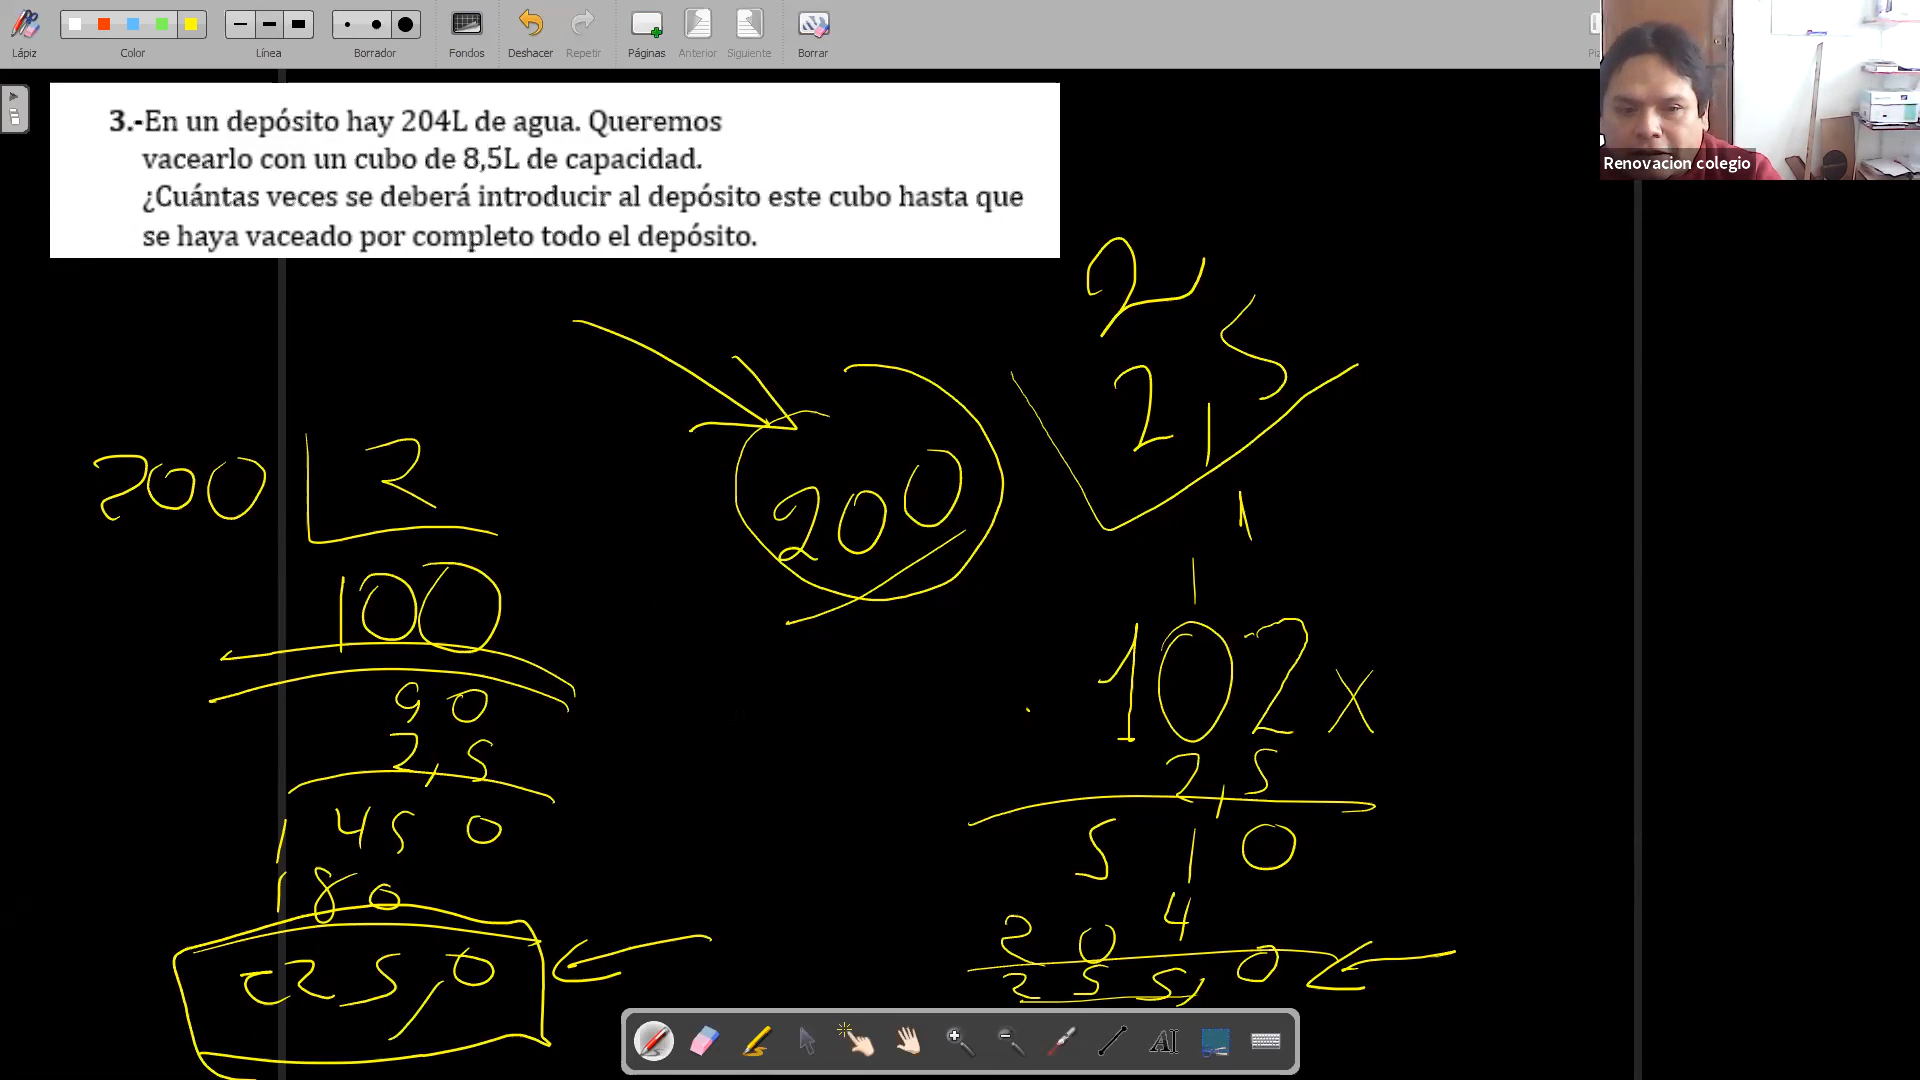 Lápiz
Color
Línea
Borrador
Fondos
Deshacer
Repetir
Páginas
Anterior
Siguiente
Borrar
Renovacion colegio
3.-En un depósito hay 204L de agua. Queremos
vacearlo con un cubo de 8,5L de capacidad.
¿Cuántas veces se deberá introducir al depósito este cubo hasta que
se haya vaceado por completo todo el depósito.
200 2
100
90
2,5
450
180
225,0
200
2
2,5
1
1
102 x
2,5
510
204
255,0